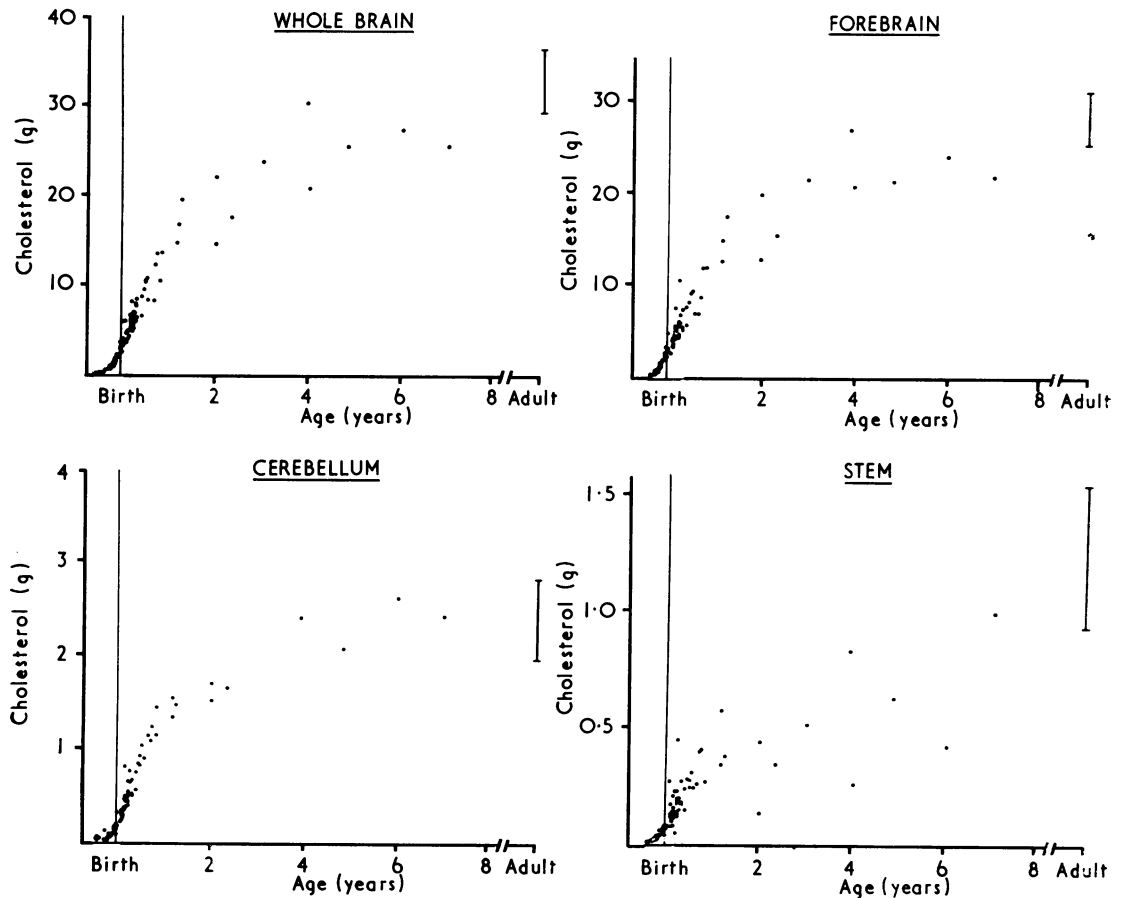 WHOLE BRAIN
Cholesterol (g)
40
30
20
10
Birth 2 4 6 8 Adult
Age (years)
FOREBRAIN
Cholesterol (g)
30
20
10
Birth 2 4 6 8 Adult
Age (years)
CEREBELLUM
Cholesterol (g)
4
3
2
1
Birth 2 4 6 8 Adult
Age (years)
STEM
Cholesterol (g)
1·5
1·0
0·5
Birth 2 4 6 8 Adult
Age (years)